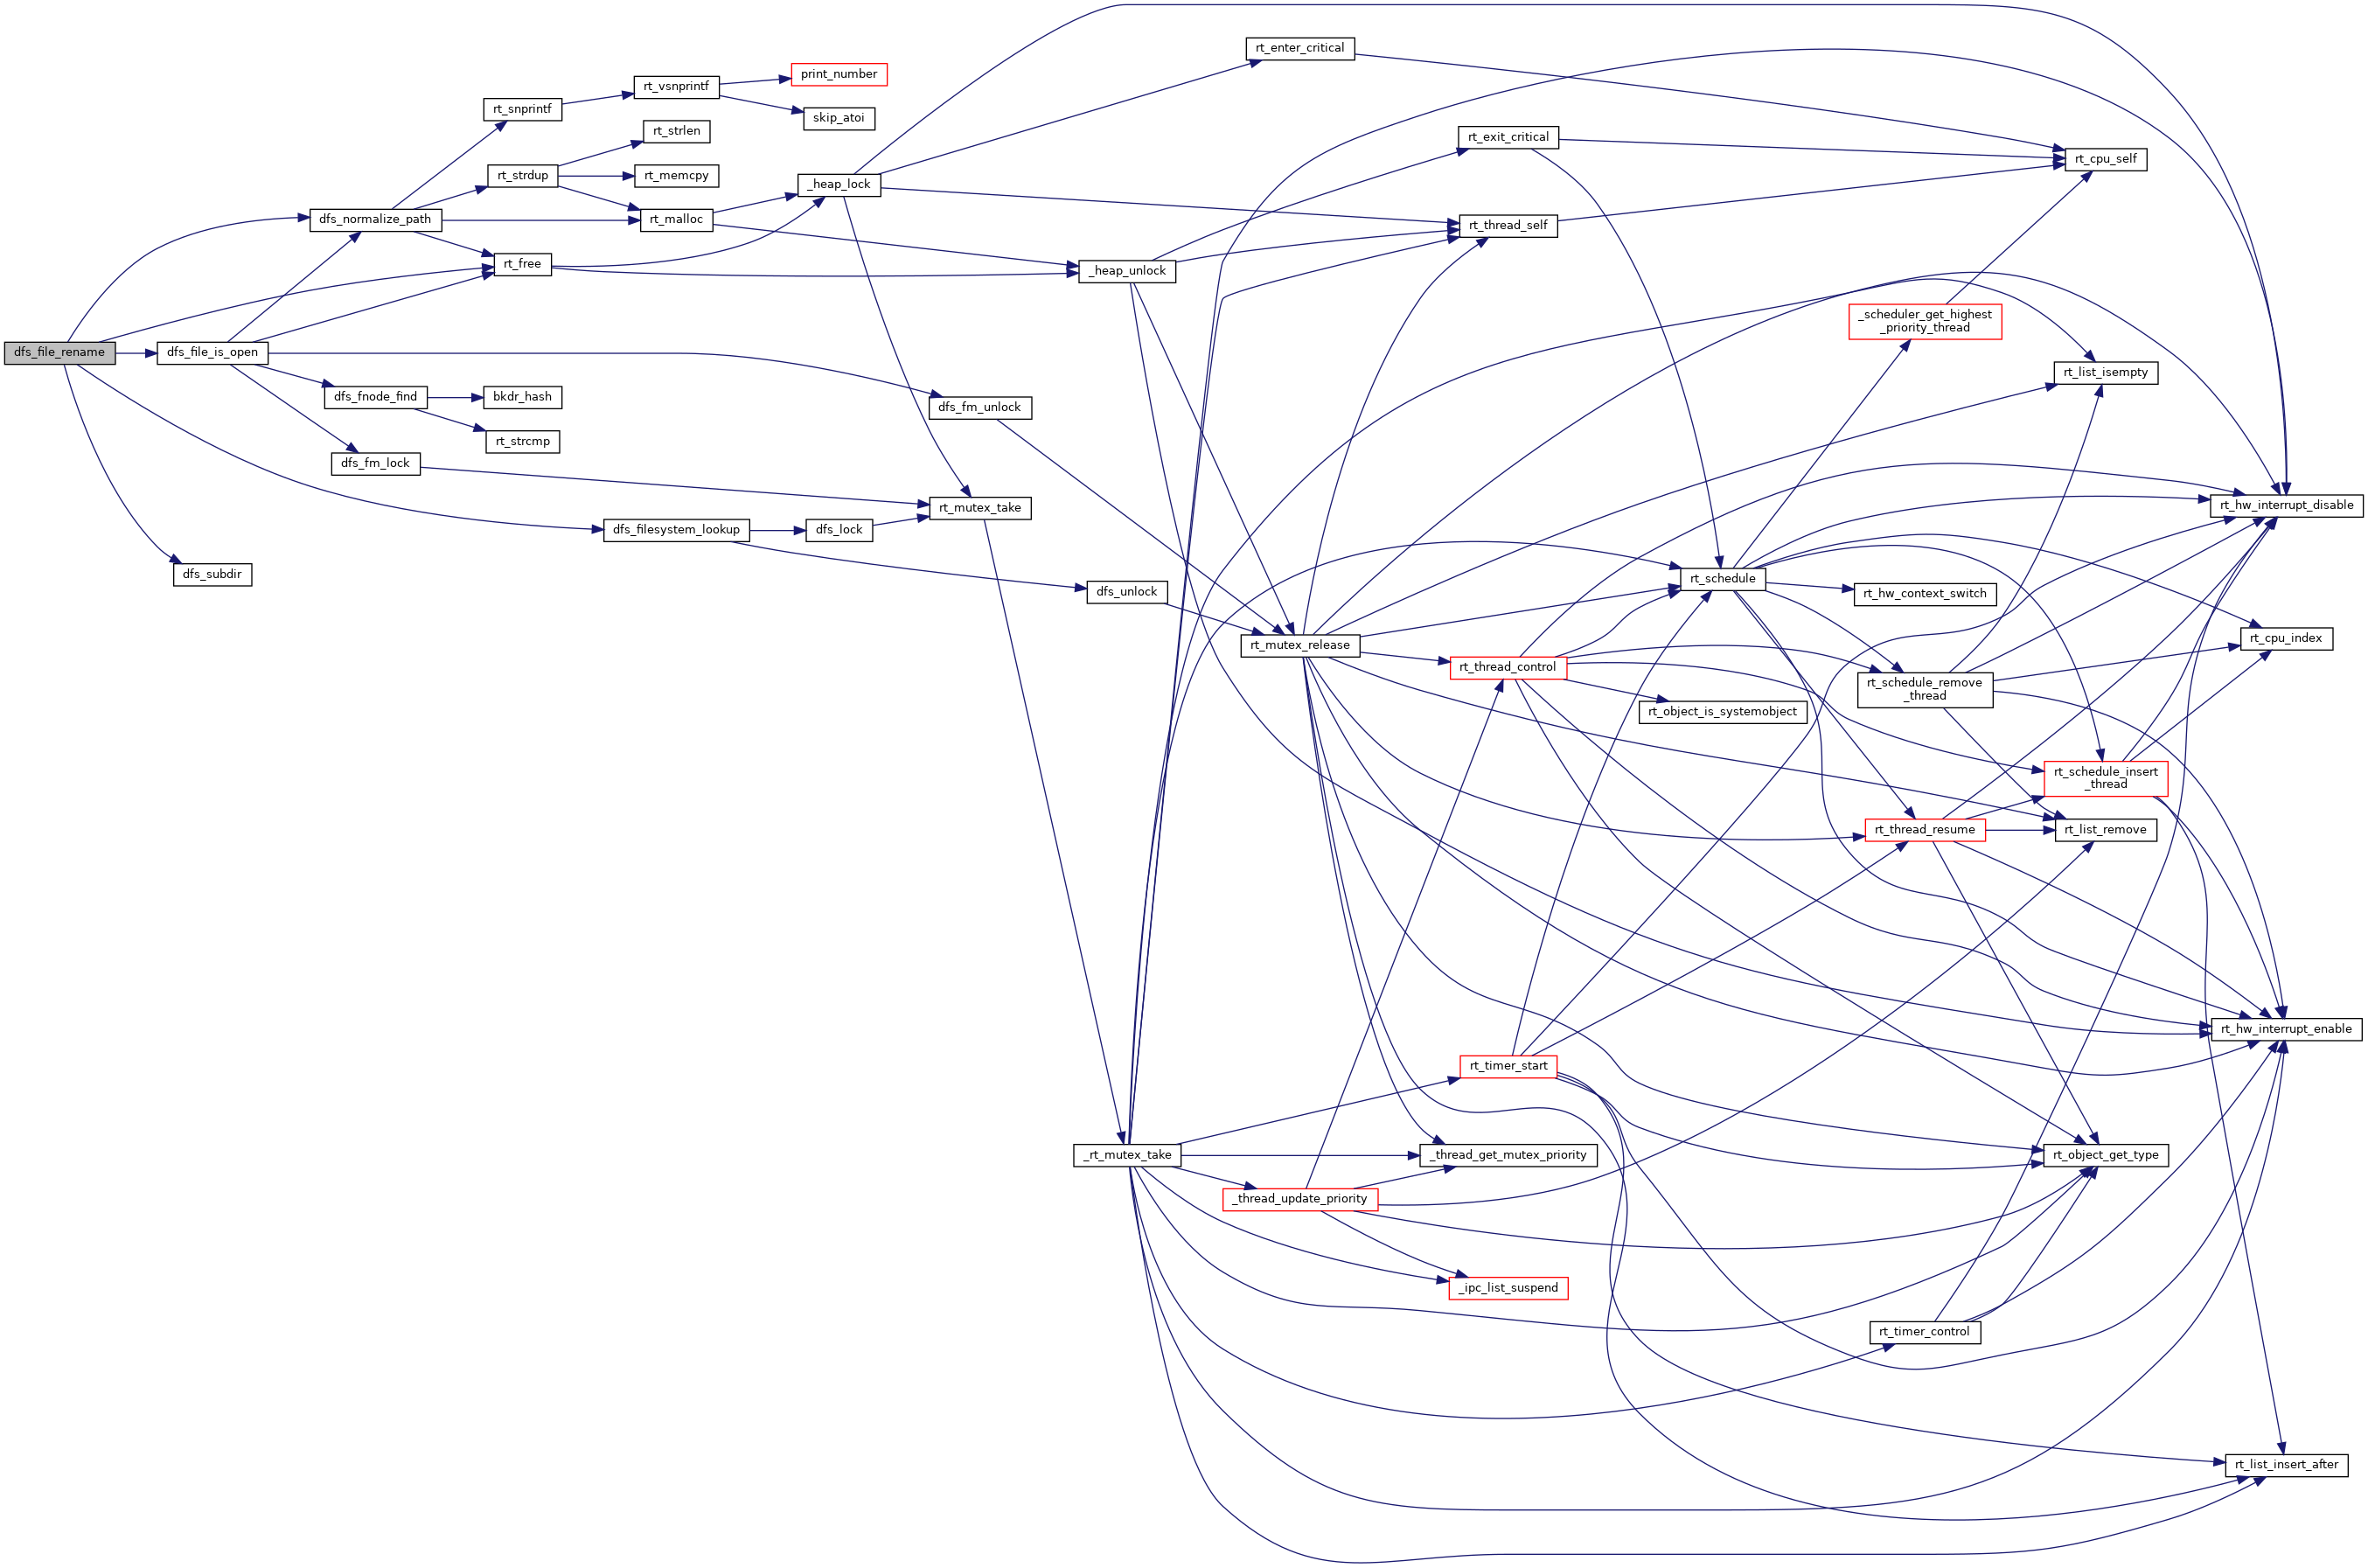 dfs_file_rename
dfs_file_is_open
dfs_subdir
dfs_normalize_path
dfs_fnode_find
dfs_fm_lock
rt_snprintf
rt_strdup
rt_free
bkdr_hash
rt_strcmp
dfs_filesystem_lookup
rt_vsnprintf
rt_strlen
rt_memcpy
rt_malloc
print_number
skip_atoi
_heap_lock
dfs_lock
dfs_fm_unlock
rt_mutex_take
_heap_unlock
dfs_unlock
_rt_mutex_take
rt_enter_critical
rt_mutex_release
_thread_update_priority
rt_exit_critical
rt_thread_self
rt_thread_control
rt_timer_start
_thread_get_mutex_priority
_ipc_list_suspend
rt_schedule
rt_object_is_systemobject
_scheduler_get_highest
_priority_thread
rt_hw_context_switch
rt_schedule_remove
_thread
rt_thread_resume
rt_timer_control
rt_cpu_self
rt_list_isempty
rt_schedule_insert
_thread
rt_list_remove
rt_object_get_type
rt_hw_interrupt_disable
rt_cpu_index
rt_hw_interrupt_enable
rt_list_insert_after